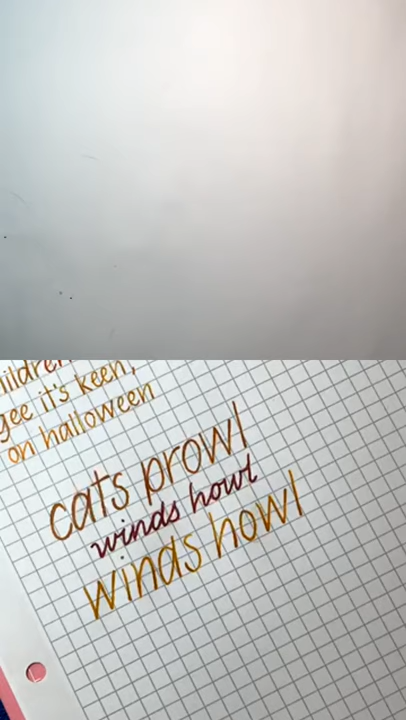 gee it's keen,
on halloween
cats prowl
winds howl
winds howl